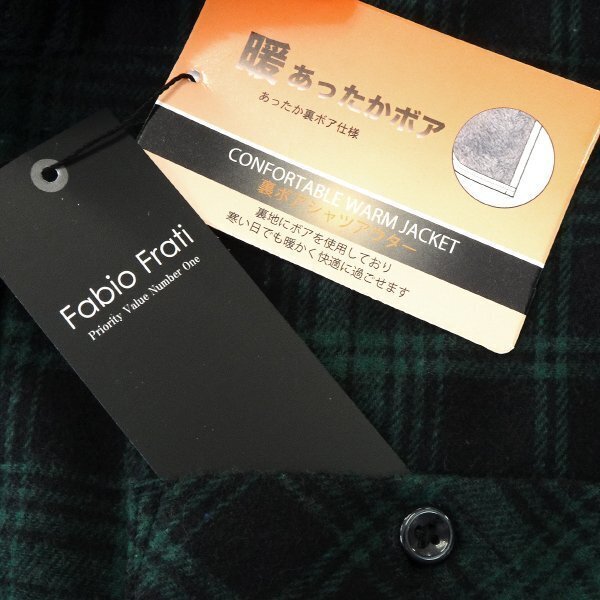 暖 あったかボア
あったか裏ボア仕様
CONFORTABLE WARM JACKET
裏ボアシャツアウター
裏地にボアを使用しており
寒い日でも暖かく快適に過ごせます
Fabio Frati
Priority Value Number One